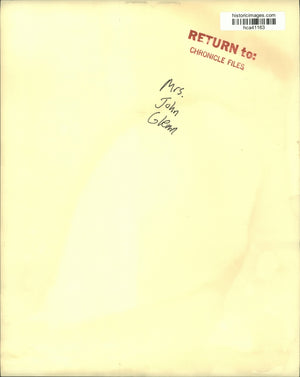 historicimages.com
hca41163
RETURN to:
CHRONICLE FILES
Mrs.
John
Glenn